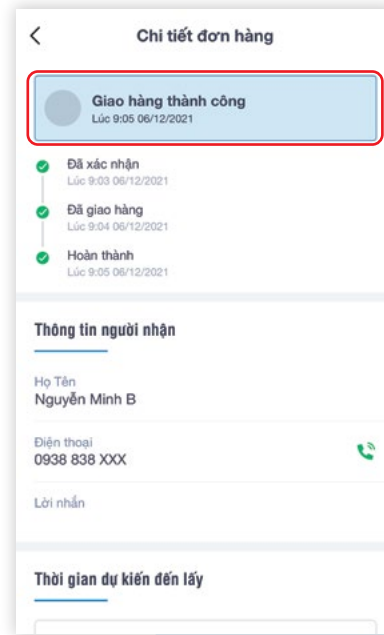 Chi tiết đơn hàng
Giao hàng thành công
Lúc 9:05 06/12/2021
Đã xác nhận
Lúc 9:03 06/12/2021
Đã giao hàng
Lúc 9:04 06/12/2021
Hoàn thành
Lúc 9:05 06/12/2021
Thông tin người nhận
Họ Tên
Nguyễn Minh B
Điện thoại
0938 838 XXX
Lời nhắn
Thời gian dự kiến đến lấy